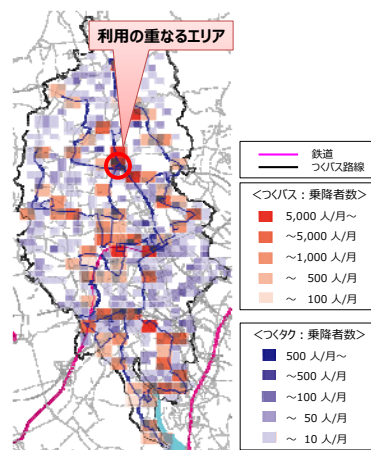 利用の重なるエリア
鉄道
つくバス路線
<つくバス:乗降者数>
5,000 人/月~
~5,000 人/月
~1,000 人/月
~ 500 人/月
~ 100 人/月
<つくタク:乗降者数>
500 人/月~
~500 人/月
~100 人/月
~ 50 人/月
~ 10 人/月